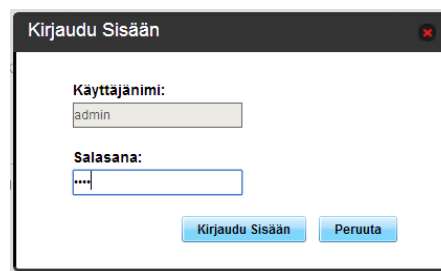 Kirjaudu Sisään
Käyttäjänimi:
admin
Salasana:
••••
Kirjaudu Sisään Peruuta